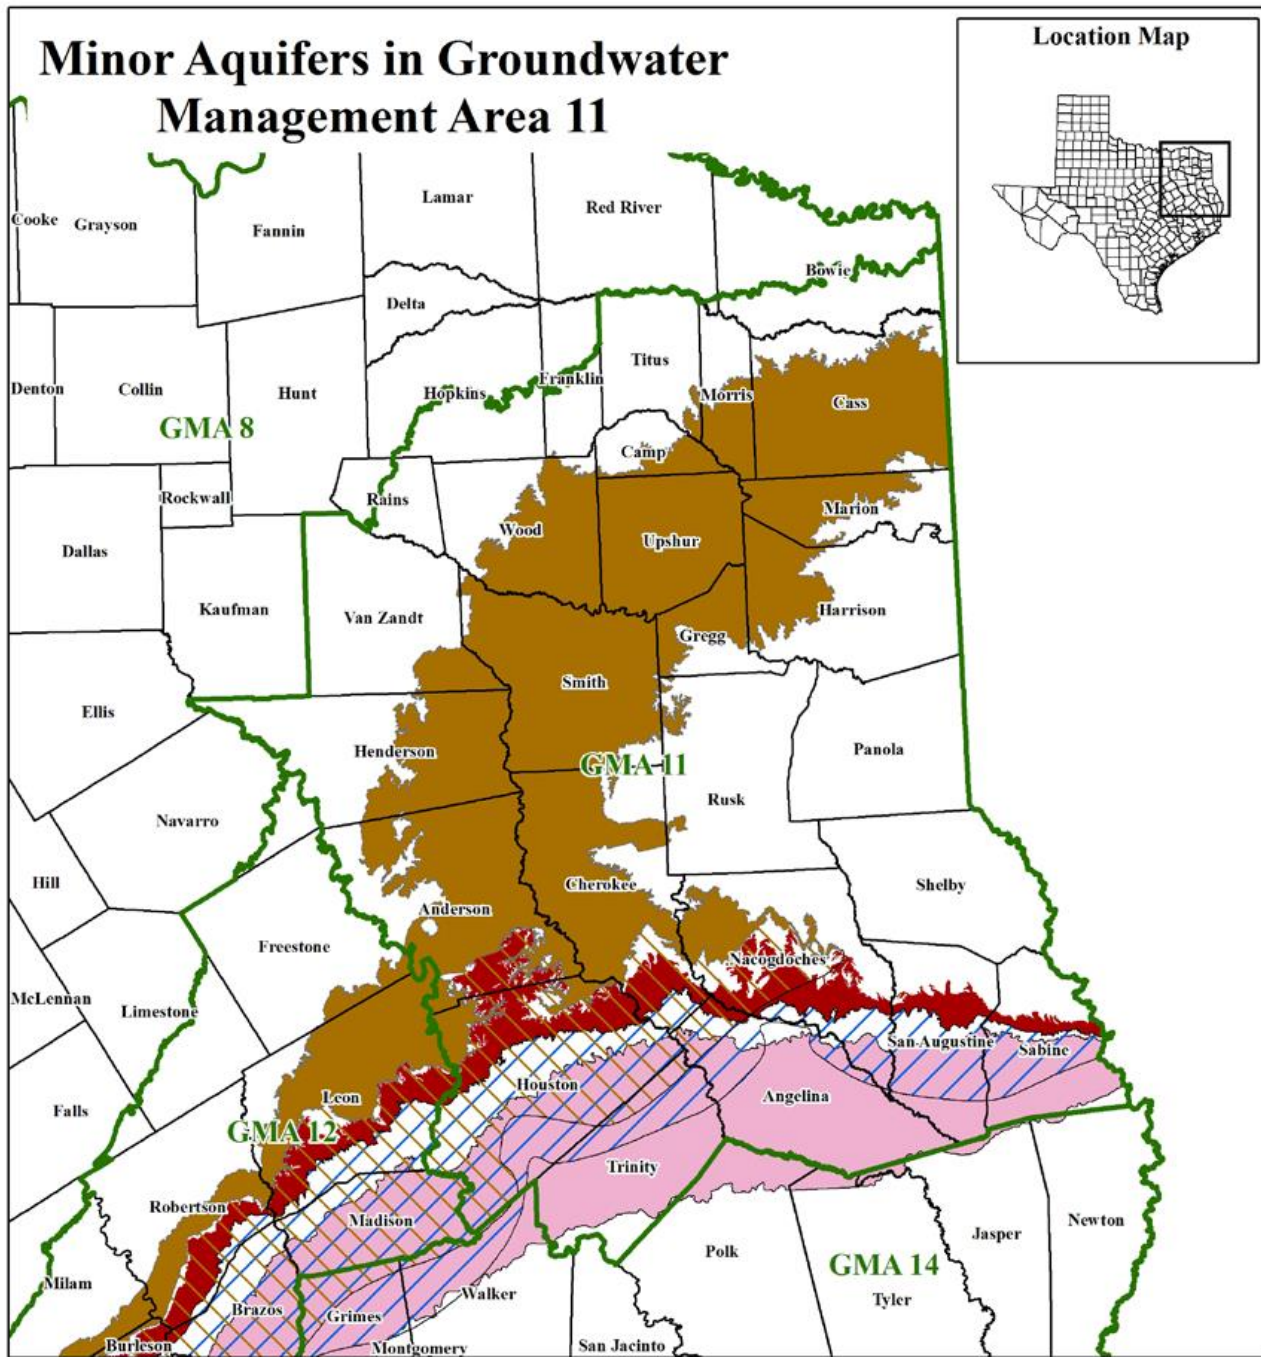 Minor Aquifers in Groundwater
Management Area 11
Location Map
Lamar
Red River
Cooke
Grayson
Fannin
Bowie
Delta
Titus
Denton
Collin
Hunt
Hopkins
Franklin
Morris
Cass
GMA 8
Camp
Rockwall
Rains
Marion
Wood
Upshur
Dallas
Kaufman
Van Zandt
Harrison
Gregg
Smith
Ellis
Henderson
GMA 11
Panola
Rusk
Navarro
Hill
Cherokee
Shelby
Anderson
Freestone
Nacogdoches
McLennan
Limestone
San Augustine
Sabine
Houston
Leon
Angelina
Falls
GMA 12
Trinity
Robertson
Madison
Newton
Jasper
Polk
GMA 14
Milam
Walker
Tyler
Brazos
Grimes
Burleson
Montgomery
San Jacinto